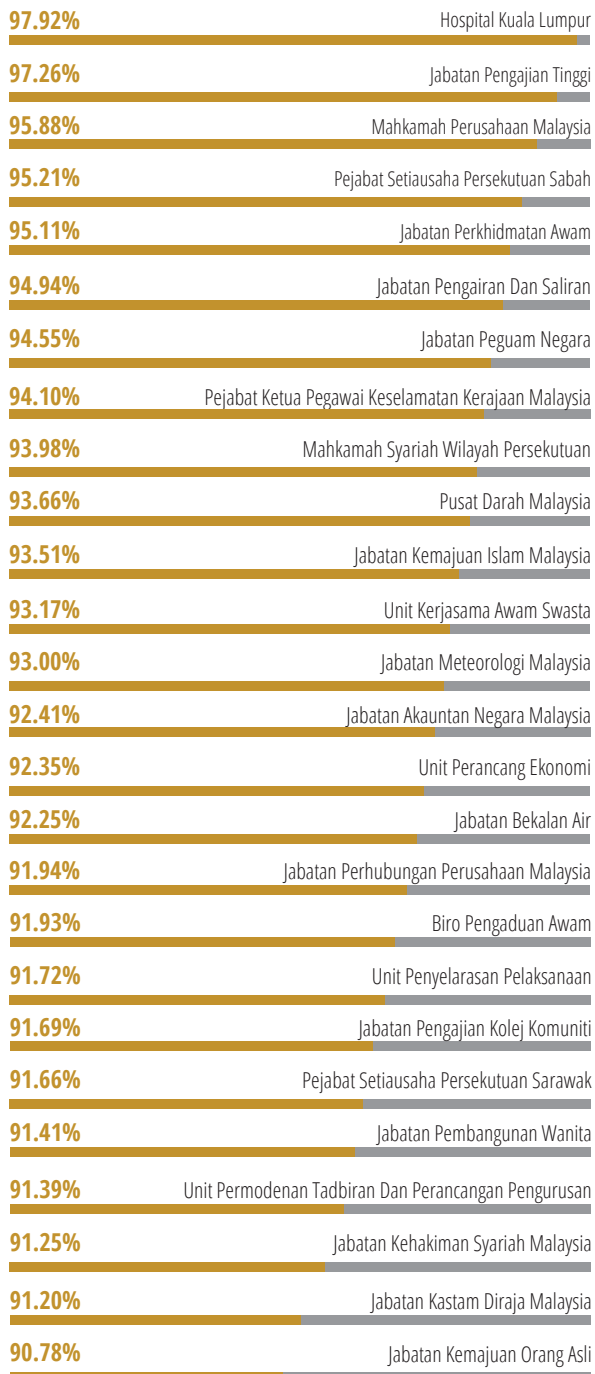 97.92% Hospital Kuala Lumpur
97.26% Jabatan Pengajian Tinggi
95.88% Mahkamah Perusahaan Malaysia
95.21% Pejabat Setiausaha Persekutuan Sabah
95.11% Jabatan Perkhidmatan Awam
94.94% Jabatan Pengairan Dan Saliran
94.55% Jabatan Peguam Negara
94.10% Pejabat Ketua Pegawai Keselamatan Kerajaan Malaysia
93.98% Mahkamah Syariah Wilayah Persekutuan
93.66% Pusat Darah Malaysia
93.51% Jabatan Kemajuan Islam Malaysia
93.17% Unit Kerjasama Awam Swasta
93.00% Jabatan Meteorologi Malaysia
92.41% Jabatan Akauntan Negara Malaysia
92.35% Unit Perancang Ekonomi
92.25% Jabatan Bekalan Air
91.94% Jabatan Perhubungan Perusahaan Malaysia
91.93% Biro Pengaduan Awam
91.72% Unit Penyelarasan Pelaksanaan
91.69% Jabatan Pengajian Kolej Komuniti
91.66% Pejabat Setiausaha Persekutuan Sarawak
91.41% Jabatan Pembangunan Wanita
91.39% Unit Permodenan Tadbiran Dan Perancangan Pengurusan
91.25% Jabatan Kehakiman Syariah Malaysia
91.20% Jabatan Kastam Diraja Malaysia
90.78% Jabatan Kemajuan Orang Asli